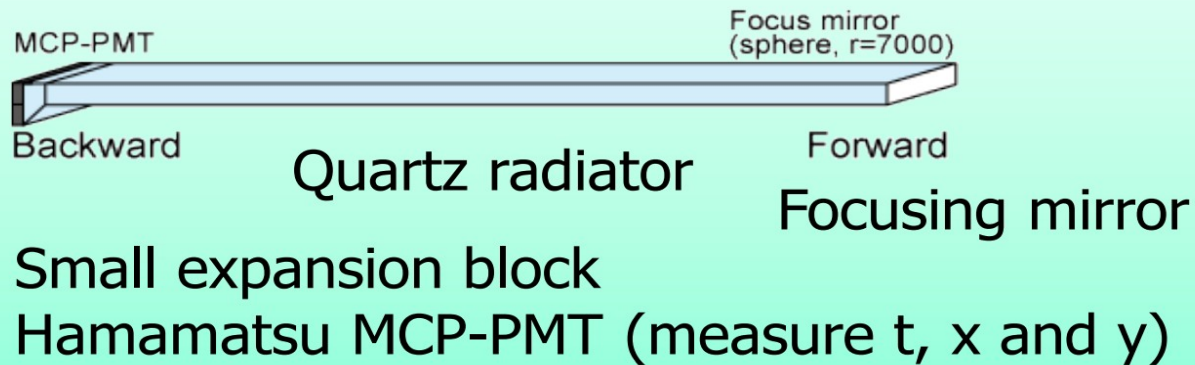 MCP-PMT
Focus mirror
(sphere, r=7000)
Backward
Forward
Quartz radiator
Focusing mirror
Small expansion block
Hamamatsu MCP-PMT (measure t, x and y)